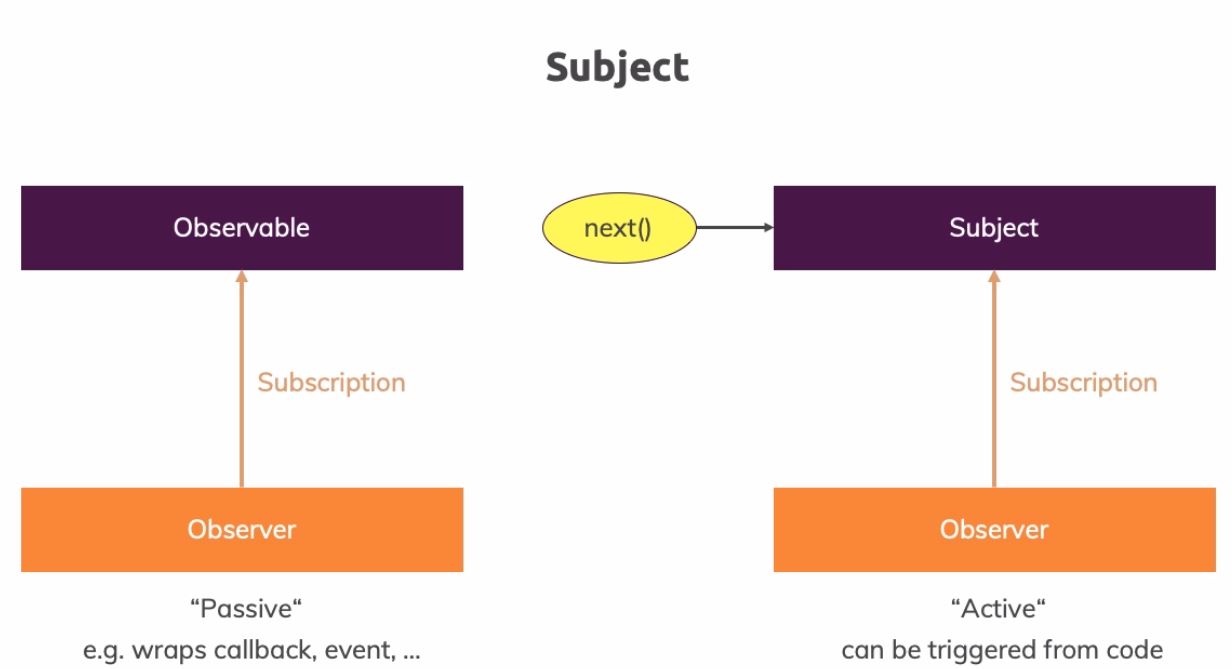 Subject
Observable
next()
Subject
Subscription
Subscription
Observer
Observer
“Passive“
e.g. wraps callback, event, ...
“Active“
can be triggered from code